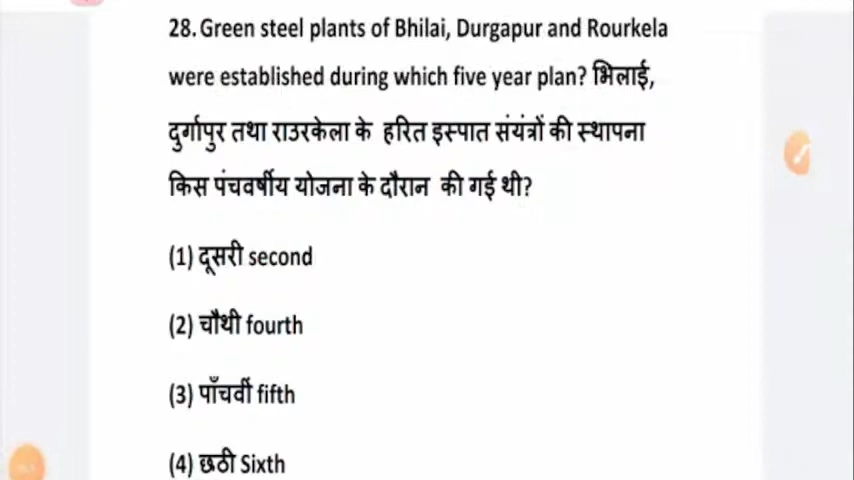 28. Green steel plants of Bhilai, Durgapur and Rourkela
were established during which five year plan? भिलाई,
दुर्गापुर तथा राउरकेला के हरित इस्पात संयंत्रों की स्थापना
किस पंचवर्षीय योजना के दौरान की गई थी?
(1) दूसरी second
(2) चौथी fourth
(3) पाँचवीं fifth
(4) छठी Sixth